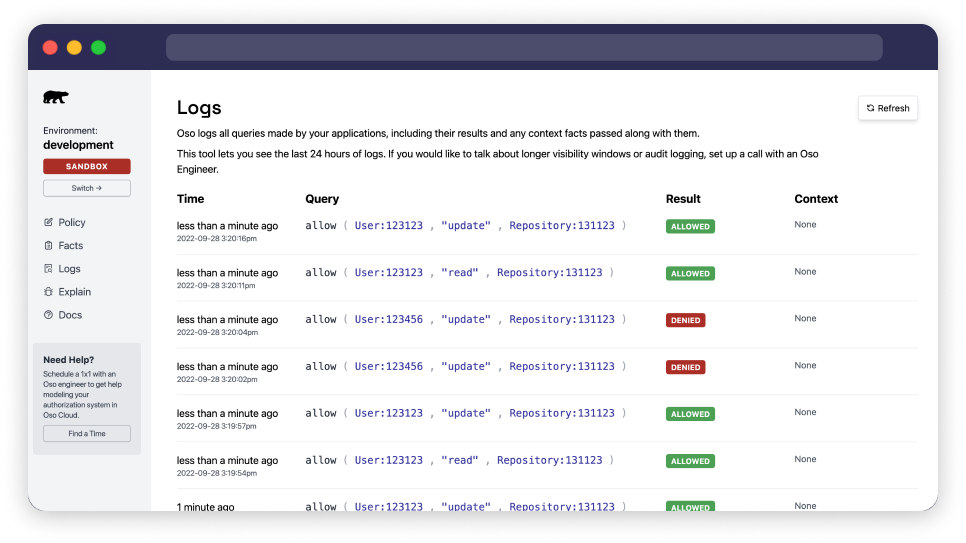 Environment:
development
SANDBOX
Switch →
Policy
Facts
Logs
Explain
Docs
Need Help?
Schedule a 1x1 with an
Oso engineer to get help
modeling your
authorization system in
Oso Cloud.
Find a Time
Logs
Refresh
Oso logs all queries made by your applications, including their results and any context facts passed along with them.
This tool lets you see the last 24 hours of logs. If you would like to talk about longer visibility windows or audit logging, set up a call with an Oso
Engineer.
Time Query Result Context
less than a minute ago allow ( User:123123 , "update" , Repository:131123 ) ALLOWED None
2022-09-28 3:20:16pm
less than a minute ago allow ( User:123123 , "read" , Repository:131123 ) ALLOWED None
2022-09-28 3:20:11pm
less than a minute ago allow ( User:123456 , "update" , Repository:131123 ) DENIED None
2022-09-28 3:20:04pm
less than a minute ago allow ( User:123456 , "update" , Repository:131123 ) DENIED None
2022-09-28 3:20:02pm
less than a minute ago allow ( User:123123 , "update" , Repository:131123 ) ALLOWED None
2022-09-28 3:19:57pm
less than a minute ago allow ( User:123123 , "read" , Repository:131123 ) ALLOWED None
2022-09-28 3:19:54pm
1 minute ago allow ( User:123123 , "update" , Repository:131123 ) ALLOWED None